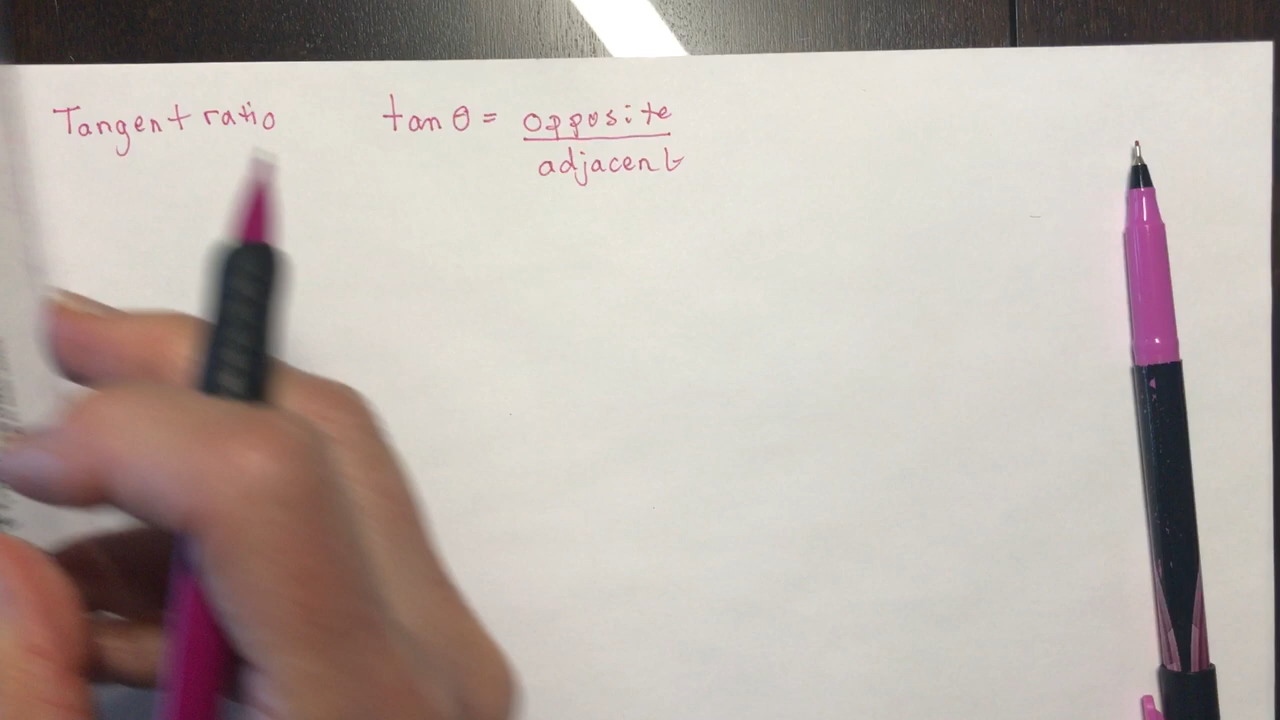 Tangent ratio tan θ = opposite
adjacent